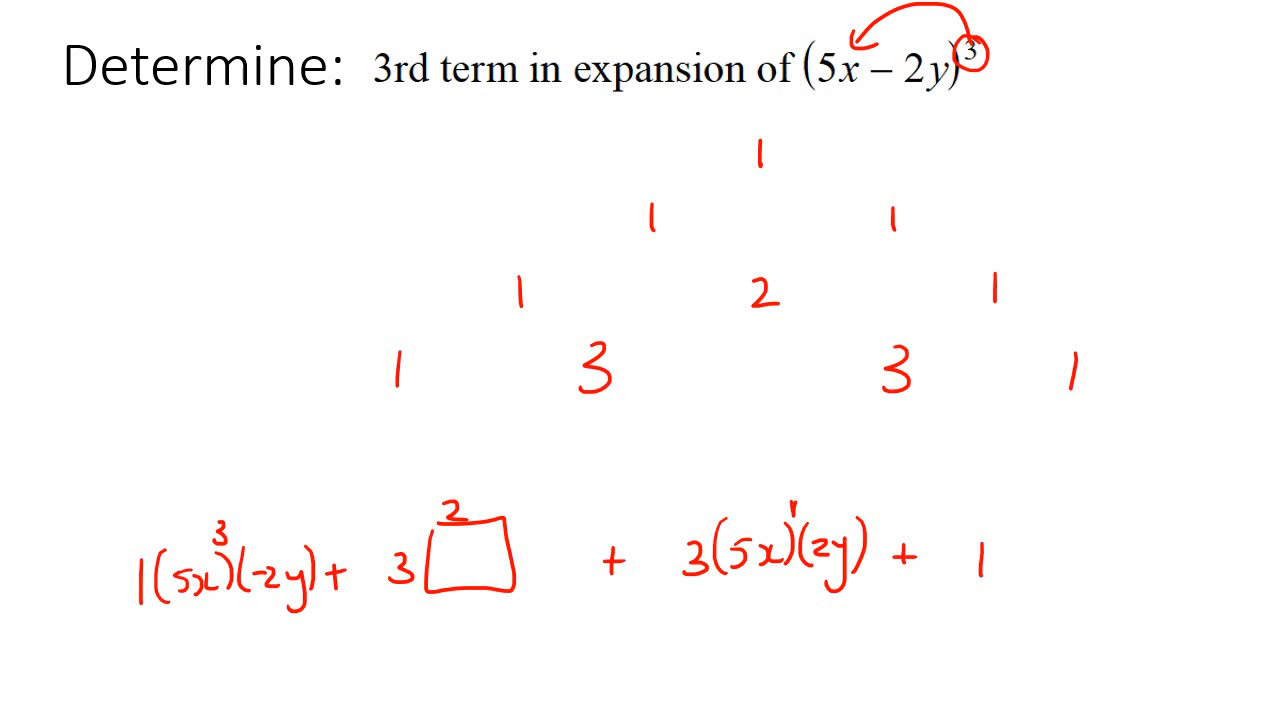 Determine: 3rd term in expansion of (5x – 2y)³
1
1 1
1 2 1
1 3 3 1
1(5x)³(-2y) + 3 ² + 3(5x)¹(2y) + 1